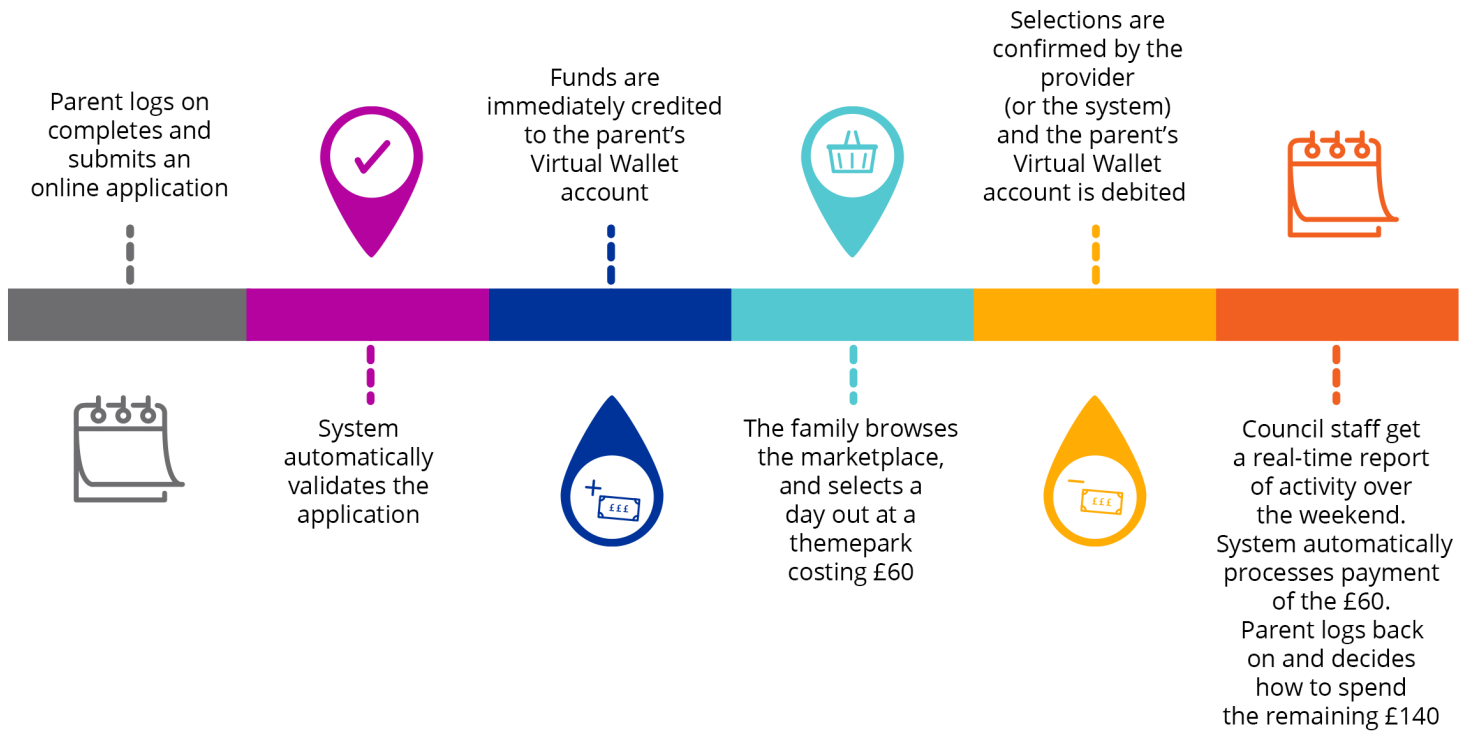 Parent logs on
completes and
submits an
online application
System
automatically
validates the
application
Funds are
immediately credited
to the parent’s
Virtual Wallet
account
+
£££
The family browses
the marketplace,
and selects a
day out at a
themepark
costing £60
Selections are
confirmed by the
provider
(or the system)
and the parent’s
Virtual Wallet
account is debited
−
£££
Council staff get
a real-time report
of activity over
the weekend.
System automatically
processes payment
of the £60.
Parent logs back
on and decides
how to spend
the remaining £140